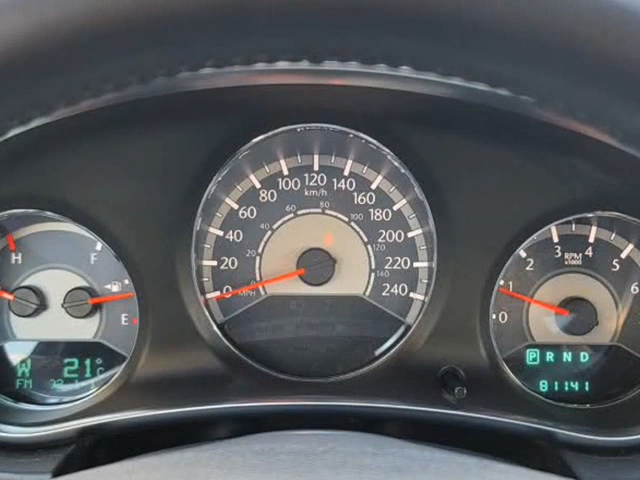 H F
E
W 21°C
FM
0 20 40 60 80 100 120 140 160 180 200 220 240
km/h
20 40 60 80 100 120 140
MPH
0 1 2 3 4 5 6
RPM
x1000
P R N D
81141